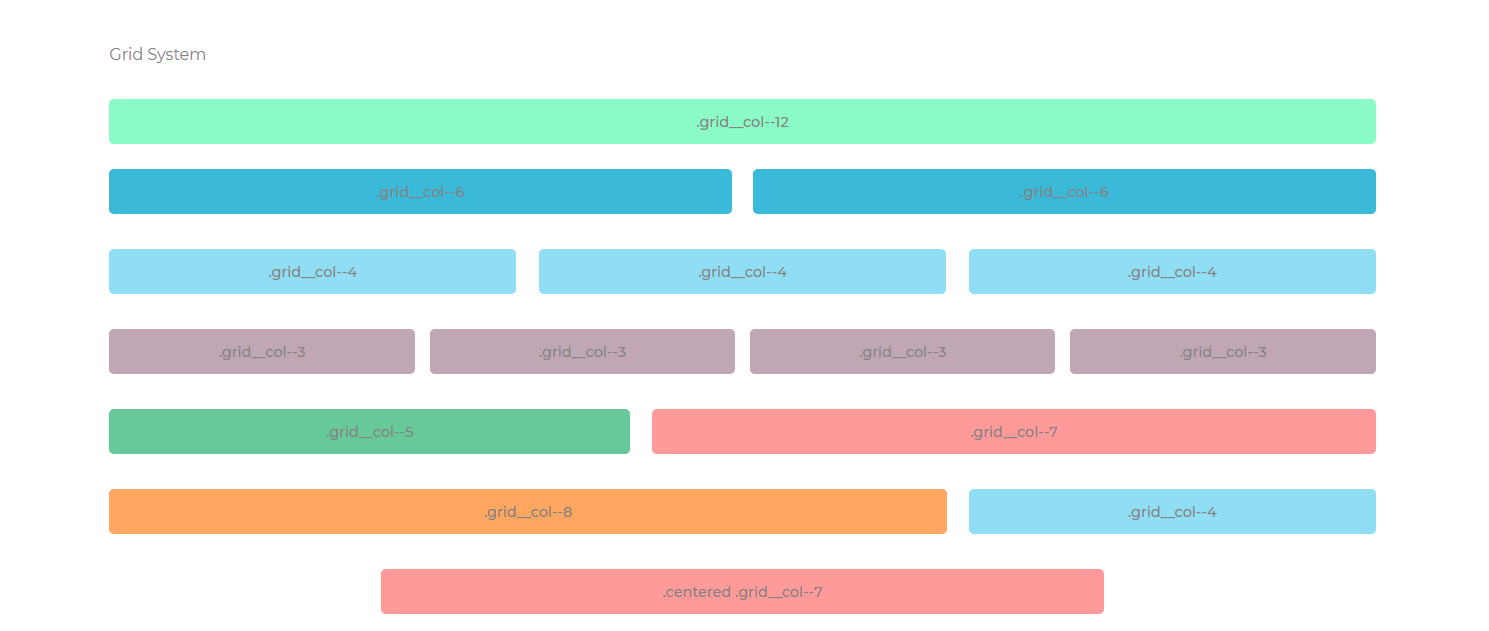 Grid System
.grid__col--12
.grid__col--6 .grid__col--6
.grid__col--4 .grid__col--4 .grid__col--4
.grid__col--3 .grid__col--3 .grid__col--3 .grid__col--3
.grid__col--5 .grid__col--7
.grid__col--8 .grid__col--4
.centered .grid__col--7